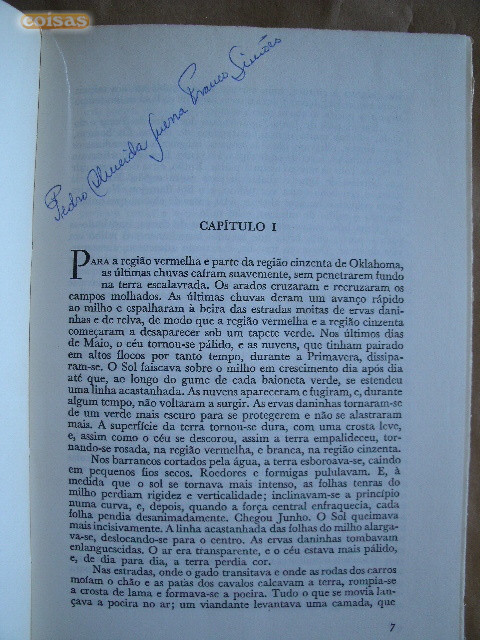 coisas
Pedro Almeida Guerra Franco Simões
CAPÍTULO I
PARA a região vermelha e parte da região cinzenta de Oklahoma,
as últimas chuvas caíram suavemente, sem penetrarem fundo
na terra escalavrada. Os arados cruzaram e recruzaram os
campos molhados. As últimas chuvas deram um avanço rápido
ao milho e espalharam à beira das estradas moitas de ervas dani-
nhas e de relva, de modo que a região vermelha e a região cinzenta
começaram a desaparecer sob um tapete verde. Nos últimos dias
de Maio, o céu tornou-se pálido, e as nuvens, que tinham pairado
em altos flocos por tanto tempo, durante a Primavera, dissipa-
ram-se. O Sol faiscava sobre o milho em crescimento dia após dia
até que, ao longo do gume de cada baioneta verde, se estendeu
uma linha acastanhada. As nuvens apareceram e fugiram, e, durante
algum tempo, não voltaram a surgir. As ervas daninhas tornaram-se
de um verde mais escuro para se protegerem e não se alastraram
mais. A superfície da terra tornou-se dura, com uma crosta leve,
e, assim como o céu se descorou, assim a terra empalideceu, tor-
nando-se rosada, na região vermelha, e branca, na região cinzenta.
Nos barrancos cortados pela água, a terra esboroava-se, caindo
em pequenos fios secos. Roedores e formigas pululavam. E, à
medida que o sol se tornava mais intenso, as folhas tenras do
milho perdiam rigidez e verticalidade; inclinavam-se a princípio
numa curva, e, depois, quando a força central enfraquecia, cada
folha pendia desanimadamente. Chegou Junho. O Sol queimava
mais incisivamente. A linha acastanhada das folhas do milho alarga-
va-se, deslocando-se para o centro. As ervas daninhas tombavam
enlanguescidas. O ar era transparente, e o céu estava mais pálido,
e, de dia para dia, a terra perdia cor.
Nas estradas, onde o gado transitava e onde as rodas dos carros
moíam o chão e as patas dos cavalos calcavam a terra, rompia-se
a crosta de lama e formava-se a poeira. Tudo o que se movia lan-
çava a poeira no ar; um viandante levantava uma camada, que
7